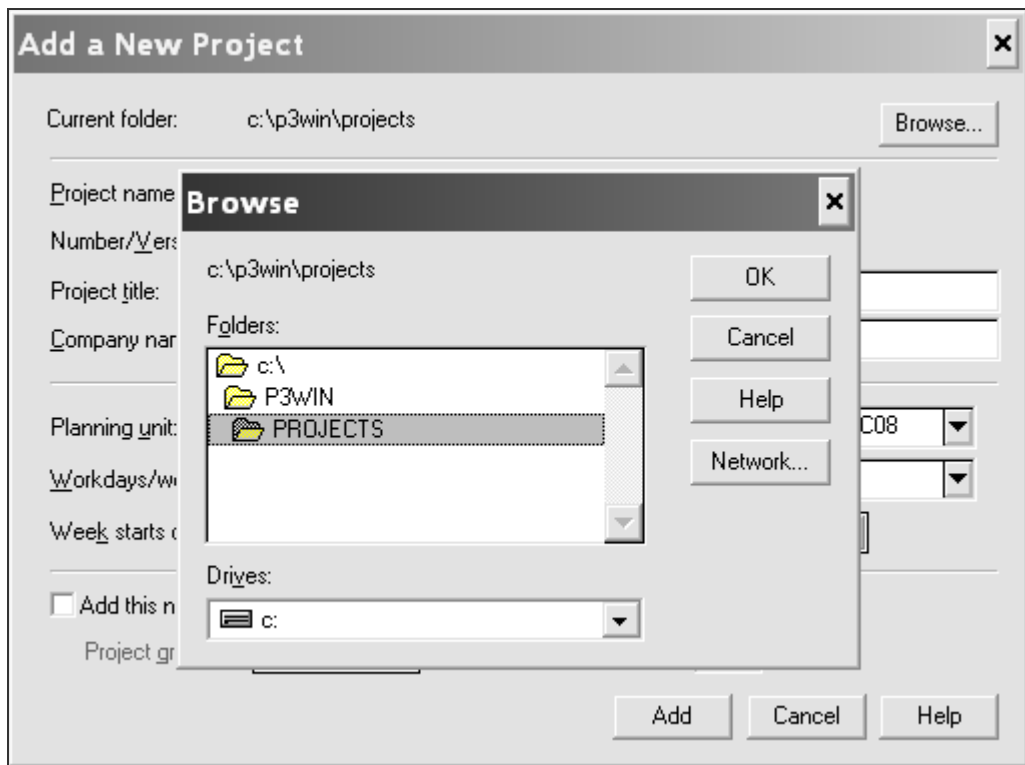 Add a New Project
Current folder: c:\p3win\projects Browse...
Project name
Number/Vers
Project title:
Company nar
Planning unit: C08
Workdays/we
Week starts o
Add this n
Project gr
Add Cancel Help
Browse
c:\p3win\projects
OK
Folders:
Cancel
c:\
P3WIN
Help
PROJECTS
Network...
Drives:
c: